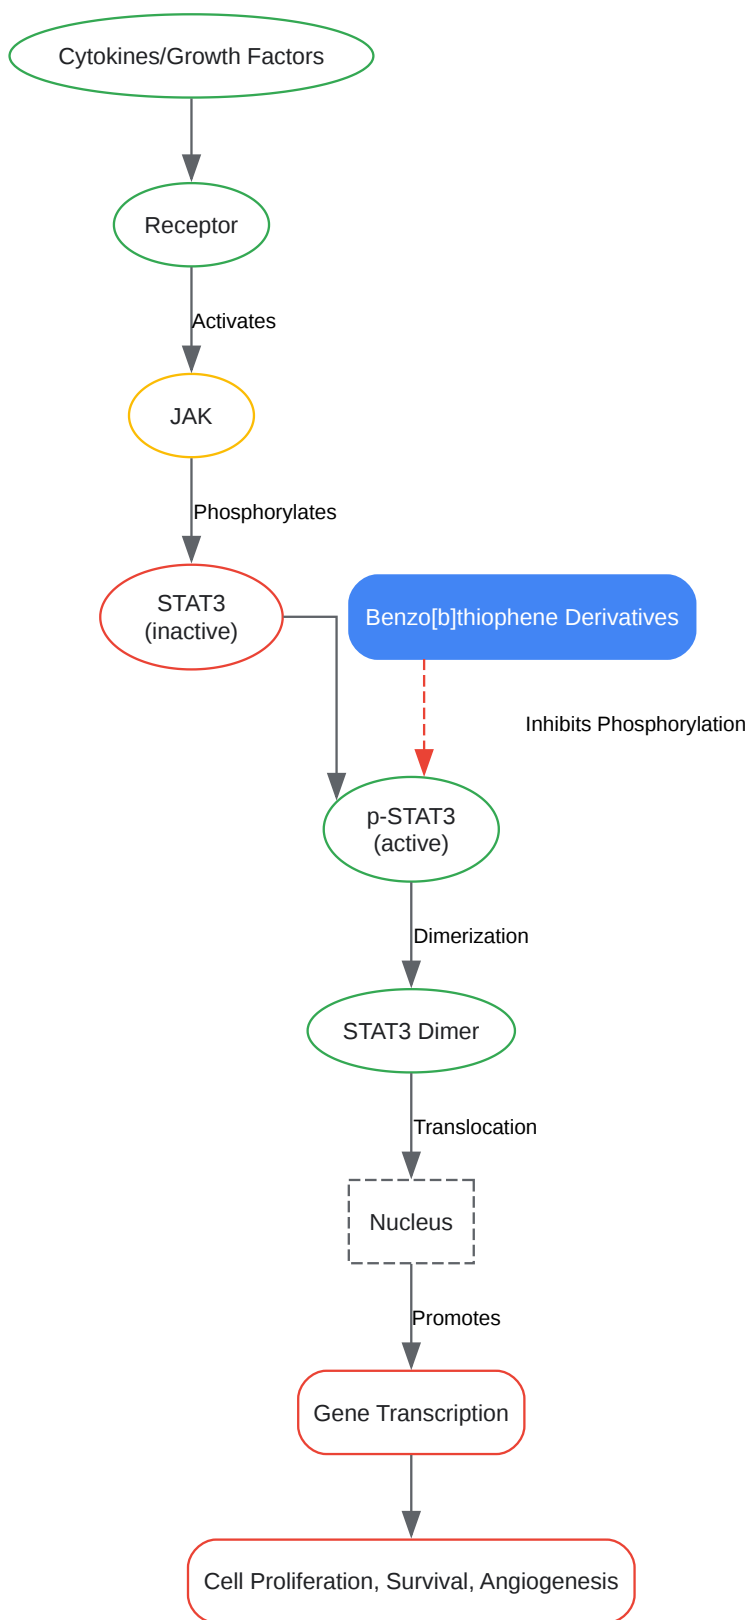 Cytokines/Growth Factors
Receptor
Activates
JAK
Phosphorylates
STAT3
(inactive)
Benzo[b]thiophene Derivatives
Inhibits Phosphorylation
p-STAT3
(active)
Dimerization
STAT3 Dimer
Translocation
Nucleus
Promotes
Gene Transcription
Cell Proliferation, Survival, Angiogenesis